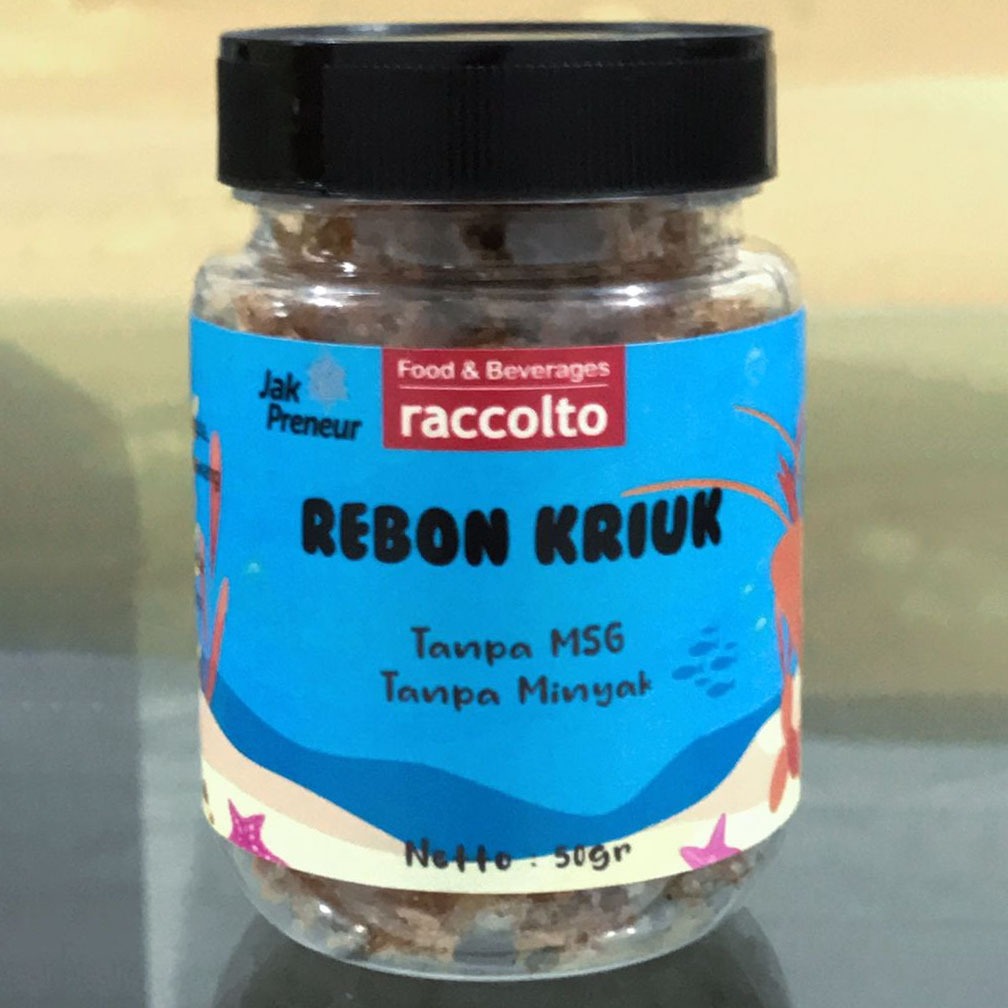 Jak
Preneur
Food & Beverages
raccolto
REBON KRIUK
Tanpa MSG
Tanpa Minyak
Netto : 50gr